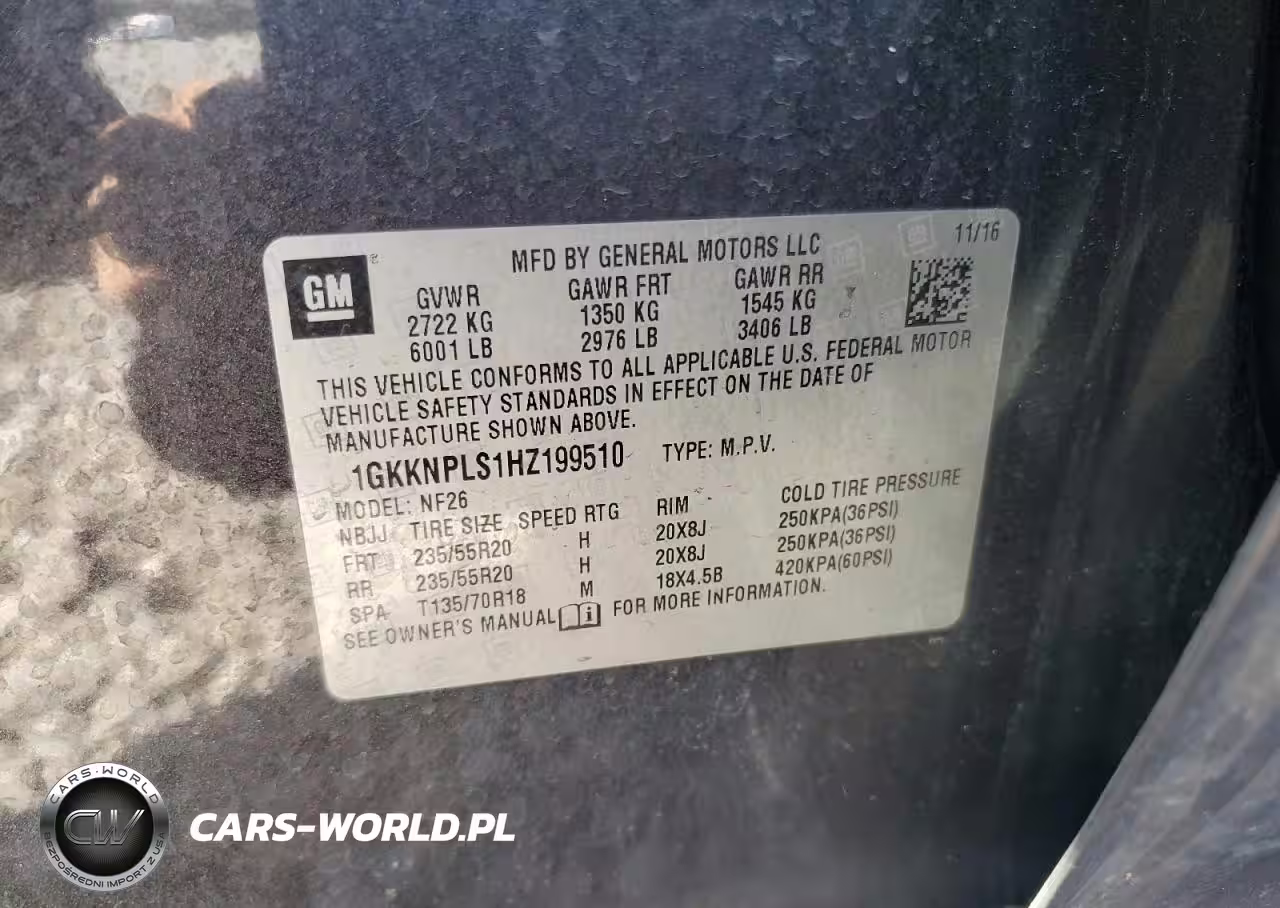 GM
MFD BY GENERAL MOTORS LLC
11/16
GVWR GAWR FRT GAWR RR
2722 KG 1350 KG 1545 KG
6001 LB 2976 LB 3406 LB
THIS VEHICLE CONFORMS TO ALL APPLICABLE U.S. FEDERAL MOTOR
VEHICLE SAFETY STANDARDS IN EFFECT ON THE DATE OF
MANUFACTURE SHOWN ABOVE.
1GKKNPLS1HZ199510 TYPE: M.P.V.
MODEL: NF26
NBJJ TIRE SIZE SPEED RTG RIM COLD TIRE PRESSURE
FRT 235/55R20 H 20X8J 250KPA(36PSI)
RR 235/55R20 H 20X8J 250KPA(36PSI)
SPA T135/70R18 M 18X4.5B 420KPA(60PSI)
SEE OWNER'S MANUAL FOR MORE INFORMATION.
CARS-WORLD
CW
BEZPOŚREDNI IMPORT Z USA
CARS-WORLD.PL